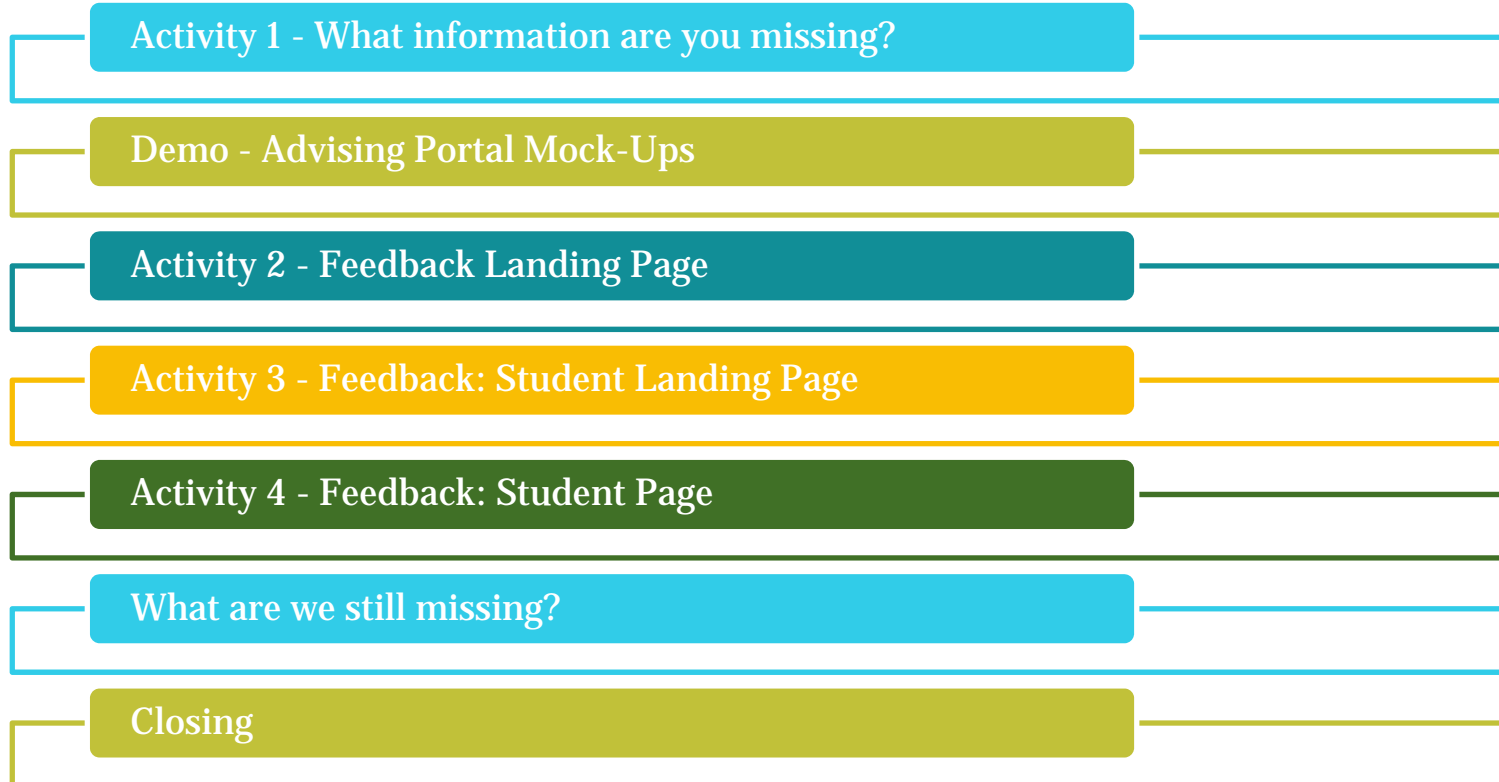 Activity 1 - What information are you missing?
Demo - Advising Portal Mock-Ups
Activity 2 - Feedback Landing Page
Activity 3 - Feedback: Student Landing Page
Activity 4 - Feedback: Student Page
What are we still missing?
Closing